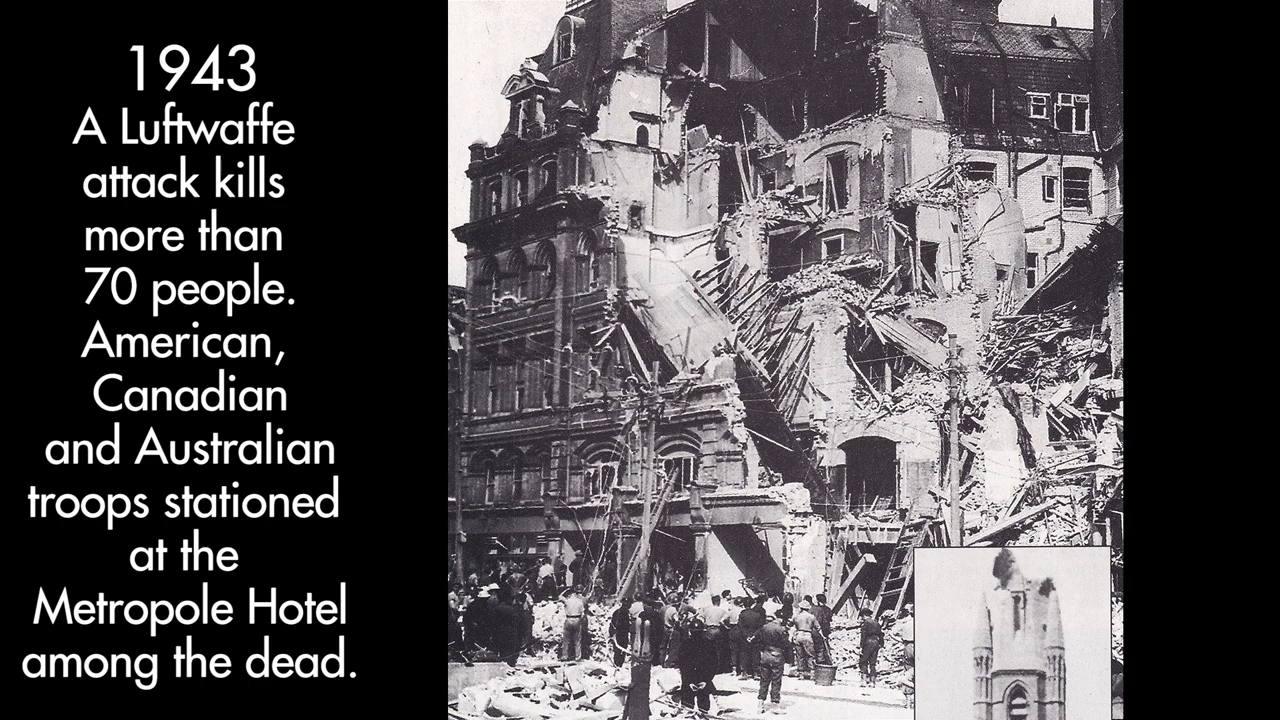 1943
A Luftwaffe
attack kills
more than
70 people.
American,
Canadian
and Australian
troops stationed
at the
Metropole Hotel
among the dead.